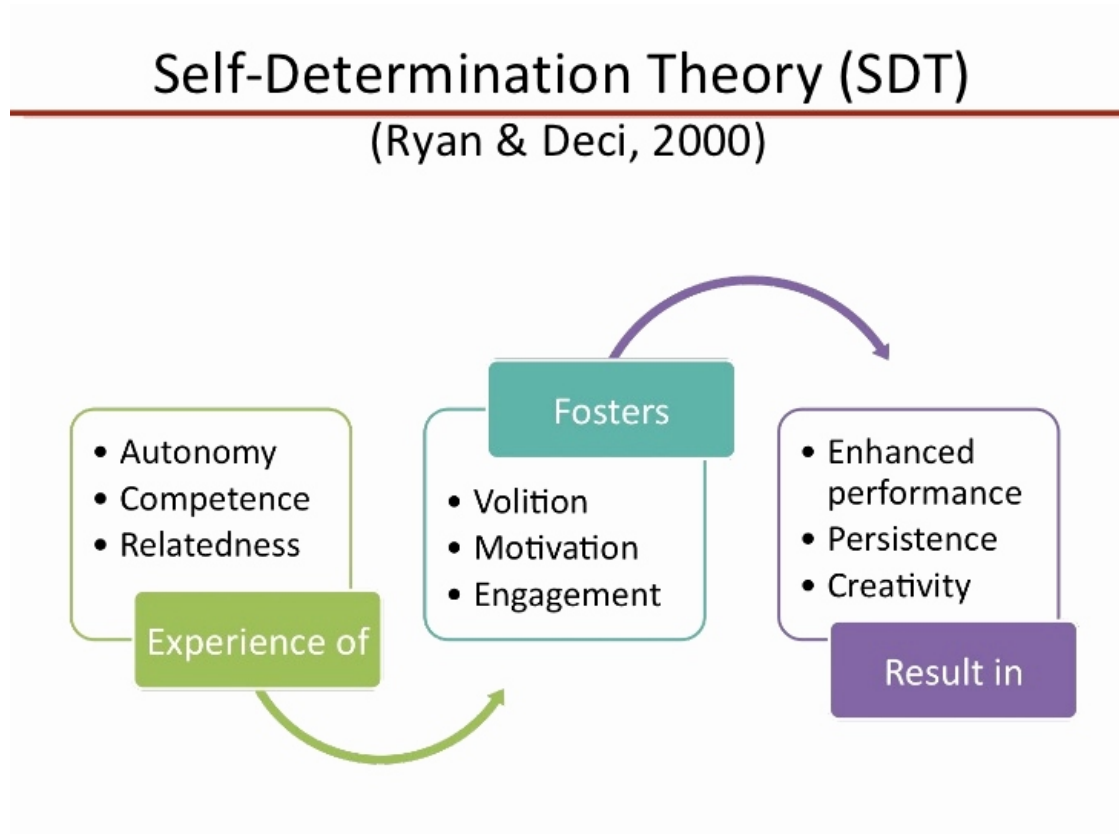 Self-Determination Theory (SDT)
(Ryan & Deci, 2000)
• Autonomy
• Competence
• Relatedness
Experience of
Fosters
• Volition
• Motivation
• Engagement
• Enhanced
performance
• Persistence
• Creativity
Result in